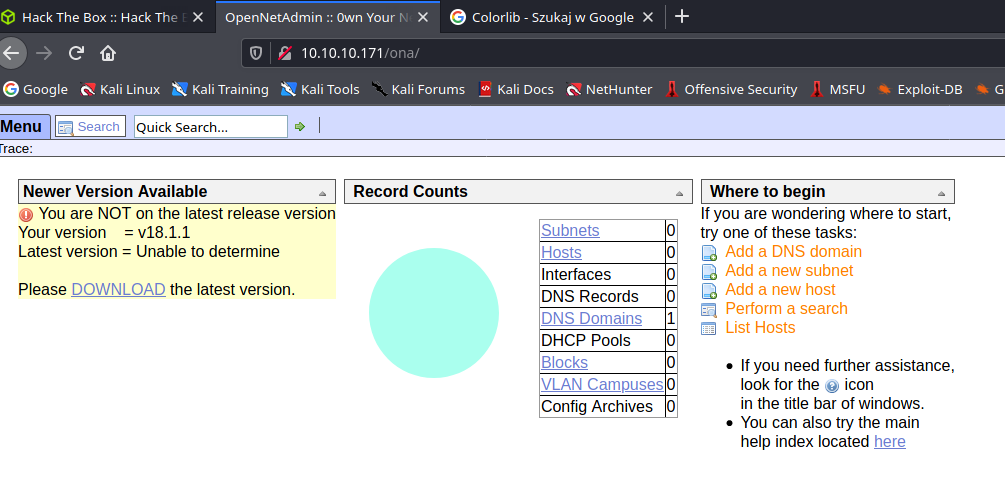 Hack The Box :: Hack The
OpenNetAdmin :: 0wn Your N
Colorlib - Szukaj w Google
10.10.10.171/ona/
Google Kali Linux Kali Training Kali Tools Kali Forums Kali Docs NetHunter Offensive Security MSFU Exploit-DB G
Menu Search Quick Search...
Trace:
Newer Version Available
You are NOT on the latest release version
Your version = v18.1.1
Latest version = Unable to determine
Please DOWNLOAD the latest version.
Record Counts
Subnets 0
Hosts 0
Interfaces 0
DNS Records 0
DNS Domains 1
DHCP Pools 0
Blocks 0
VLAN Campuses 0
Config Archives 0
Where to begin
If you are wondering where to start,
try one of these tasks:
Add a DNS domain
Add a new subnet
Add a new host
Perform a search
List Hosts
• If you need further assistance,
look for the icon
in the title bar of windows.
• You can also try the main
help index located here